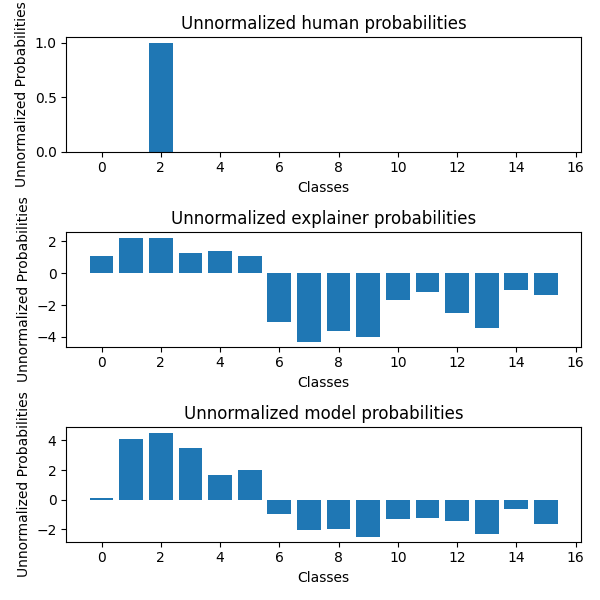 Unnormalized human probabilities
Unnormalized Probabilities
1.0
0.5
0.0
0 2 4 6 8 10 12 14 16
Classes
Unnormalized explainer probabilities
Unnormalized Probabilities
2
0
−2
−4
0 2 4 6 8 10 12 14 16
Classes
Unnormalized model probabilities
Unnormalized Probabilities
4
2
0
−2
0 2 4 6 8 10 12 14 16
Classes